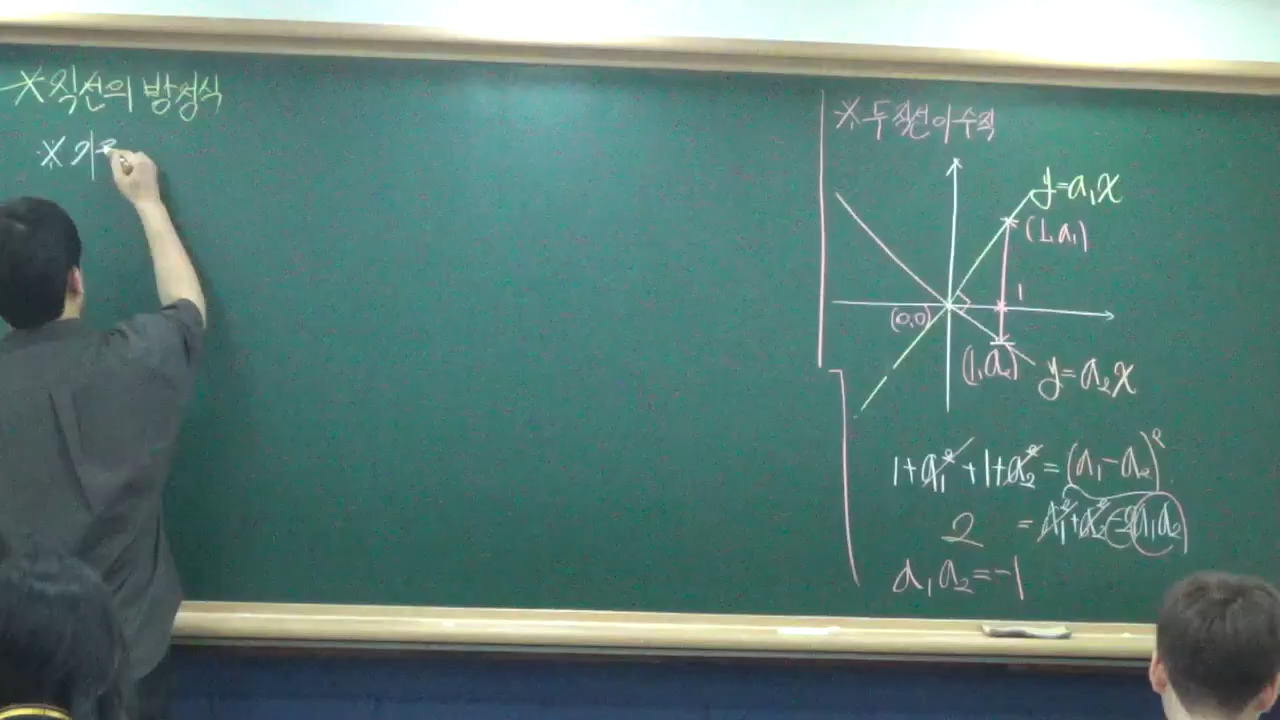 ※직선의 방정식
※ 기
※두 직선이 수직
y=a₁x
(1,a₁)
1
(0,0)
(1,a₂)
y=a₂x
1+a₁²+1+a₂²=(a₁-a₂)²
2 =a₁²+a₂²-2a₁a₂
a₁a₂=-1